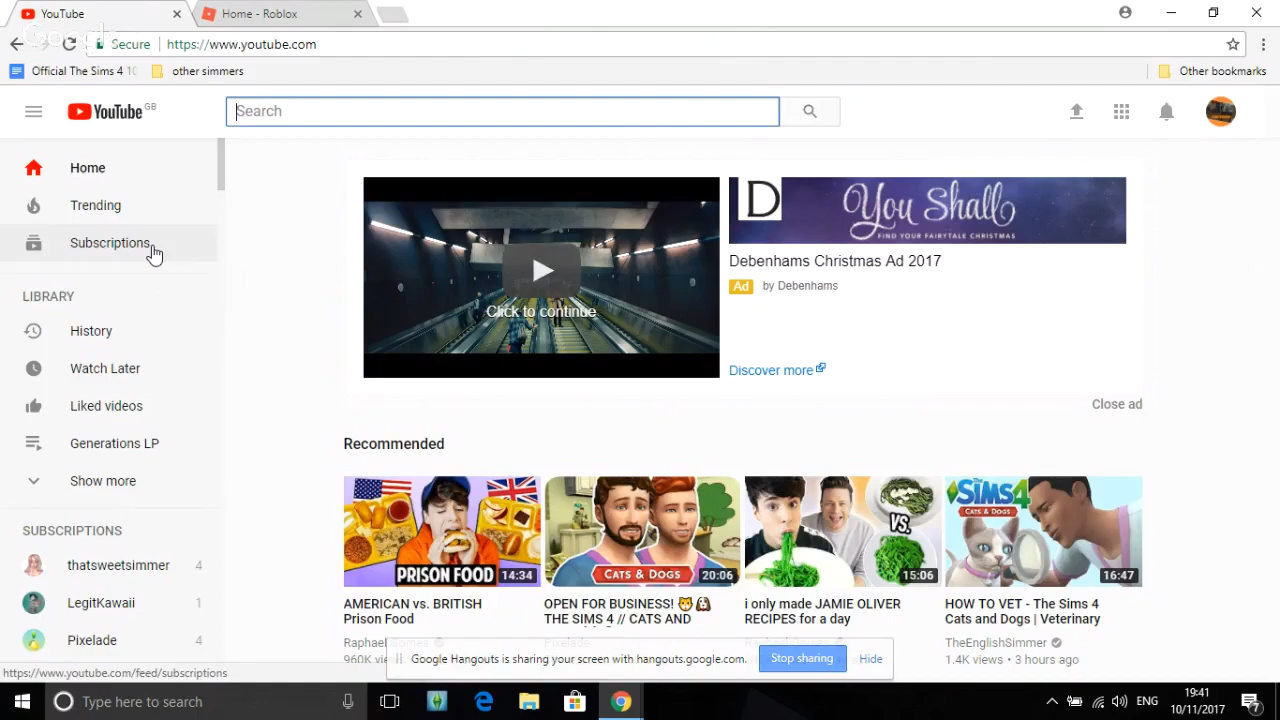 YouTube
Home - Roblox
Google
Secure
https://www.youtube.com
Official The Sims 4 10
other simmers
Other bookmarks
YouTube GB
Search
Home
Trending
Subscriptions
LIBRARY
History
Watch Later
Liked videos
Generations LP
Show more
SUBSCRIPTIONS
thatsweetsimmer 4
LegitKawaii 1
Pixelade 4
https://www.youtube.com/feed/subscriptions
Click to continue
D
You Shall
FIND YOUR FAIRYTALE CHRISTMAS
Debenhams Christmas Ad 2017
Ad by Debenhams
Discover more
Close ad
Recommended
PRISON FOOD
14:34
AMERICAN vs. BRITISH
Prison Food
960K
CATS & DOGS
20:06
OPEN FOR BUSINESS! 🐯🐶
THE SIMS 4 // CATS AND
VS.
15:06
i only made JAMIE OLIVER
RECIPES for a day
THE SIMS 4
CATS & DOGS
16:47
HOW TO VET - The Sims 4
Cats and Dogs | Veterinary
TheEnglishSimmer
1.4K views • 3 hours ago
Google Hangouts is sharing your screen with hangouts.google.com.
Stop sharing
Hide
Type here to search
ENG
19:41
10/11/2017
7